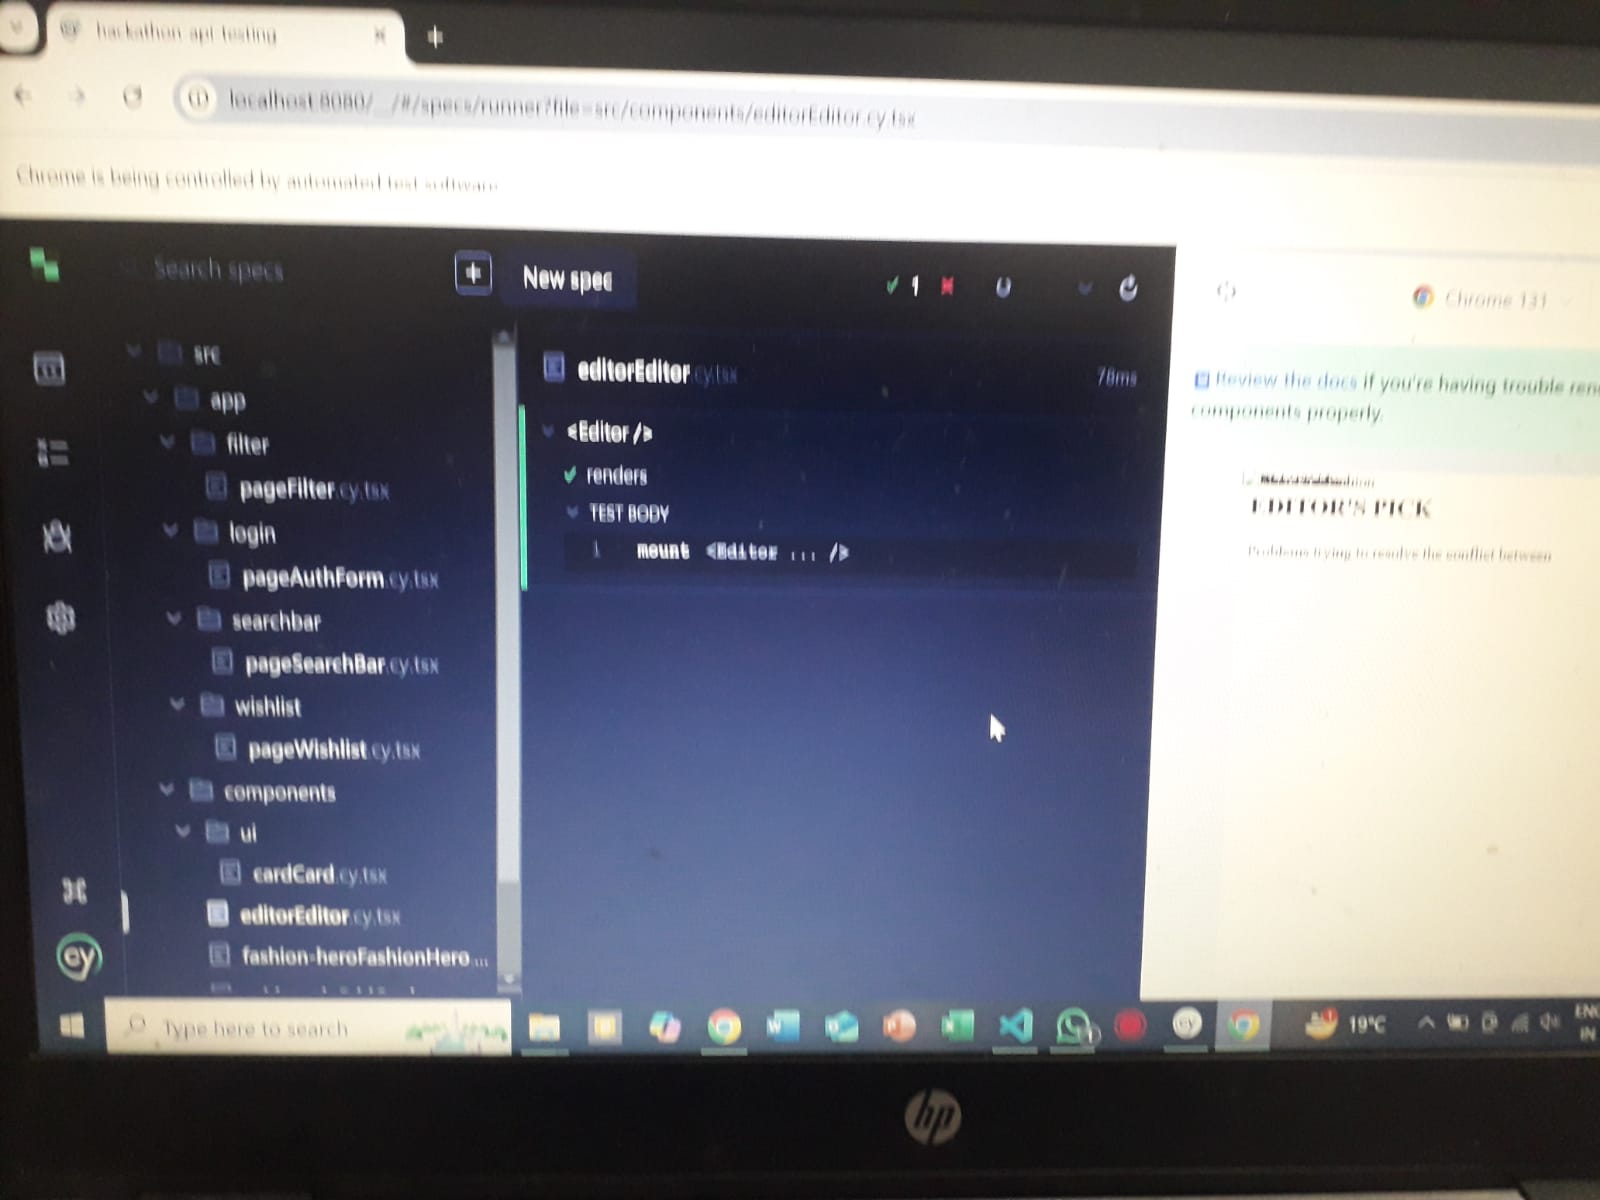 hackathon-api-testing
localhost:8080/__/#/specs/runner?file=src/components/editorEditor.cy.tsx
Chrome is being controlled by automated test software
Search specs
New spec
1
Chrome 131
src
app
filter
pageFilter.cy.tsx
login
pageAuthForm.cy.tsx
searchbar
pageSearchBar.cy.tsx
wishlist
pageWishlist.cy.tsx
components
ui
cardCard.cy.tsx
editorEditor.cy.tsx
fashion-heroFashionHero...
editorEditor.cy.tsx
78ms
<Editor />
renders
TEST BODY
1 mount <Editor ... />
Review the docs if you're having trouble
components properly.
EDITOR'S PICK
Problems trying to resolve the conflict between
cy
Type here to search
19°C
ENG
IN
hp